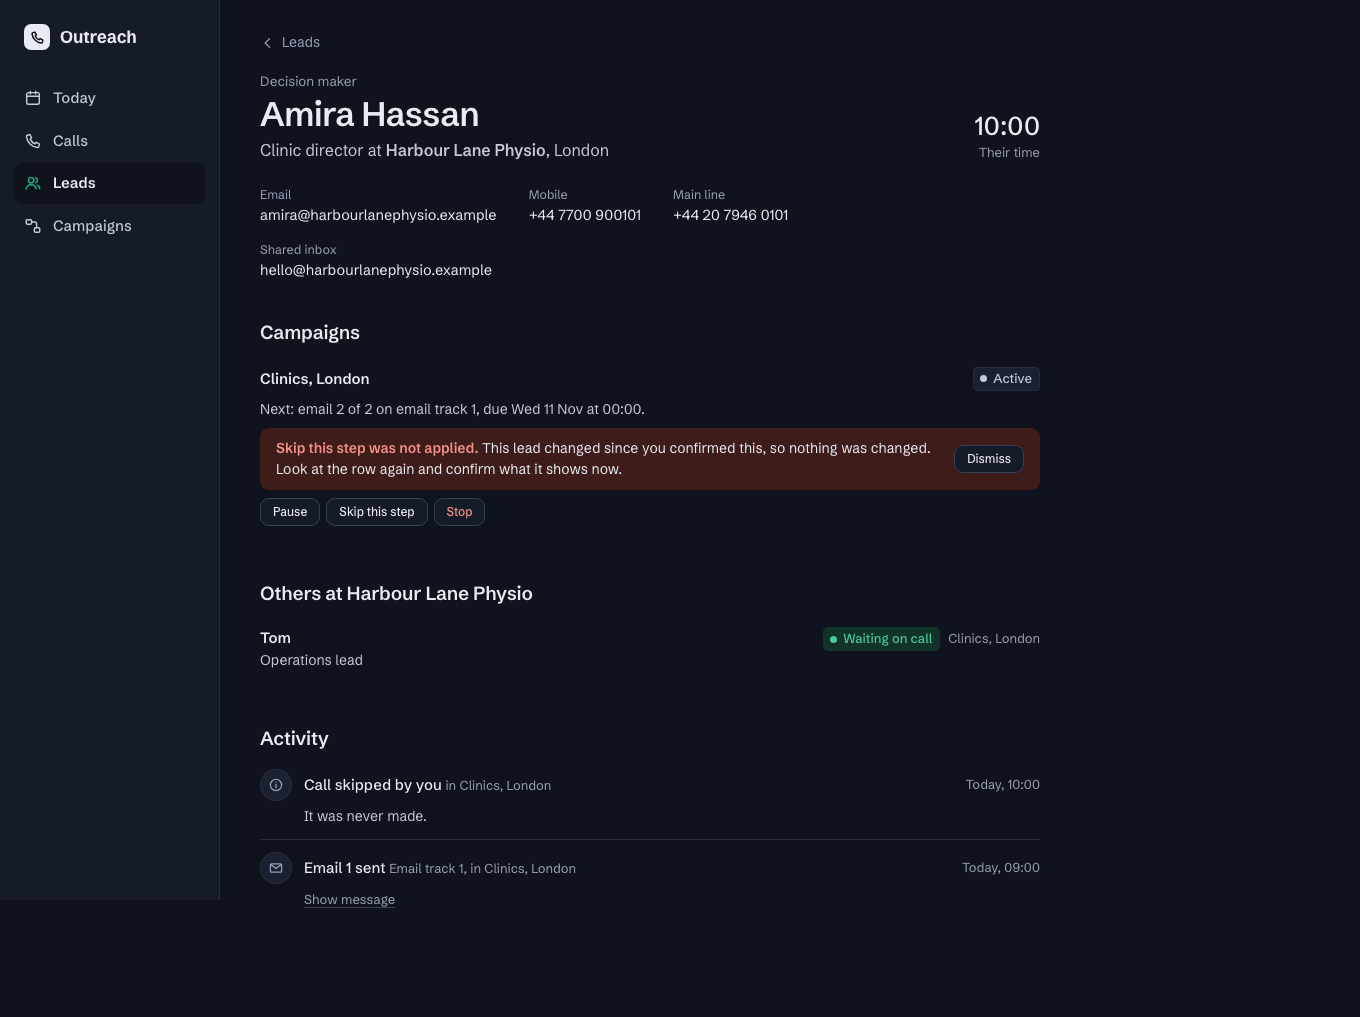 Outreach
Today
Calls
Leads
Campaigns
Leads
Decision maker
Amira Hassan
Clinic director at Harbour Lane Physio, London
10:00
Their time
Email
amira@harbourlanephysio.example
Mobile
+44 7700 900101
Main line
+44 20 7946 0101
Shared inbox
hello@harbourlanephysio.example
Campaigns
Clinics, London
Active
Next: email 2 of 2 on email track 1, due Wed 11 Nov at 00:00.
Skip this step was not applied. This lead changed since you confirmed this, so nothing was changed.
Look at the row again and confirm what it shows now.
Dismiss
Pause
Skip this step
Stop
Others at Harbour Lane Physio
Tom
Operations lead
Waiting on call
Clinics, London
Activity
Call skipped by you in Clinics, London
Today, 10:00
It was never made.
Email 1 sent Email track 1, in Clinics, London
Today, 09:00
Show message